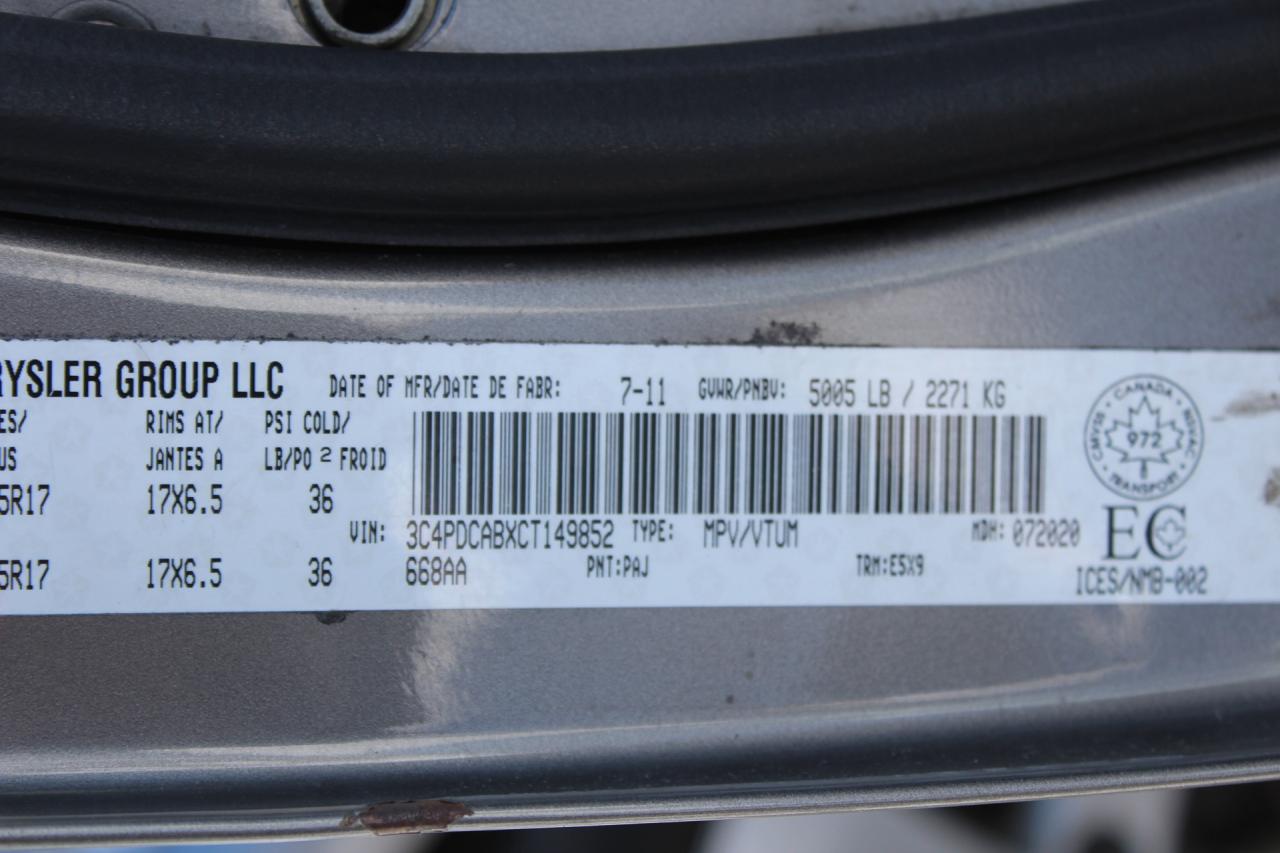 RYSLER GROUP LLC DATE OF MFR/DATE DE FABR: 7-11 GVWR/PNBV: 5005 LB / 2271 KG
ES/ RIMS AT/ PSI COLD/
US JANTES A LB/PO 2 FROID
5R17 17X6.5 36
VIN: 3C4PDCABXCT149852 TYPE: MPV/VTUM MDH: 072020
5R17 17X6.5 36 668AA PNT:PAJ TRM:E5X9
CANADA
CMVSS NSVAC
972
TRANSPORT
EC
ICES/NMB-002